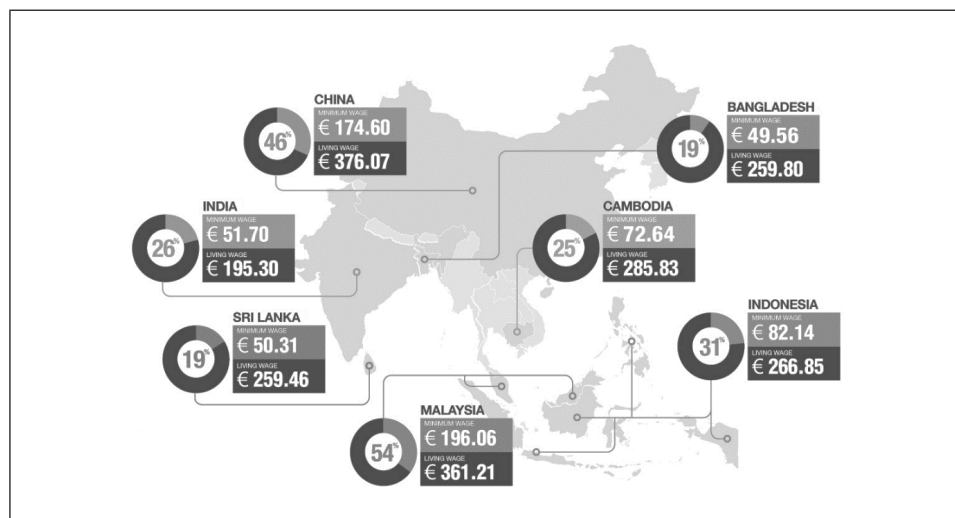 CHINA
MINIMUM WAGE
€ 174.60
LIVING WAGE
€ 376.07
46%
BANGLADESH
MINIMUM WAGE
€ 49.56
LIVING WAGE
€ 259.80
19%
INDIA
MINIMUM WAGE
€ 51.70
LIVING WAGE
€ 195.30
26%
CAMBODIA
MINIMUM WAGE
€ 72.64
LIVING WAGE
€ 285.83
25%
SRI LANKA
MINIMUM WAGE
€ 50.31
LIVING WAGE
€ 259.46
19%
INDONESIA
MINIMUM WAGE
€ 82.14
LIVING WAGE
€ 266.85
31%
MALAYSIA
MINIMUM WAGE
€ 196.06
LIVING WAGE
€ 361.21
54%